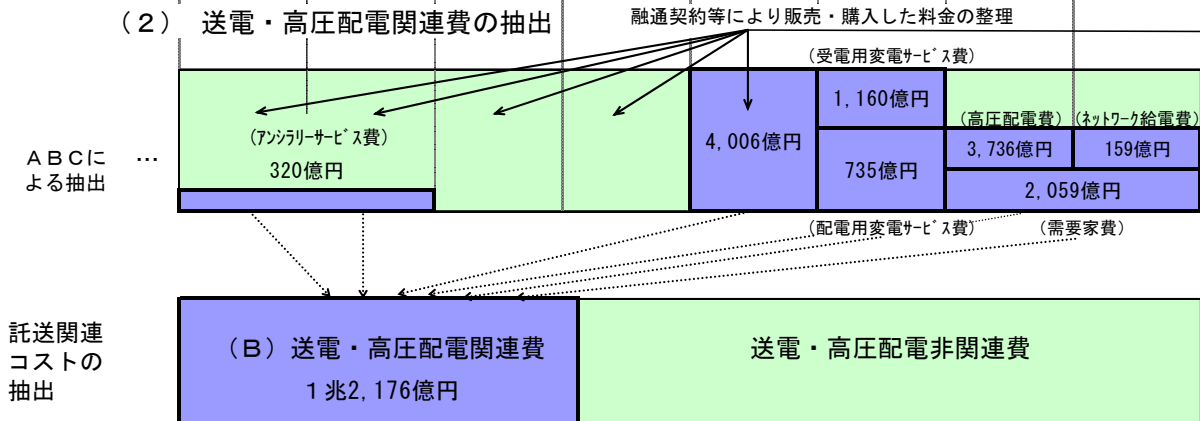 （２）　送電・高圧配電関連費の抽出
融通契約等により販売・購入した料金の整理
（受電用変電ｻｰﾋﾞｽ費）
（ｱﾝｼﾗﾘｰｻｰﾋﾞｽ費）
320億円
4,006億円
1,160億円
735億円
（高圧配電費）
3,736億円
（ﾈｯﾄﾜｰｸ給電費）
159億円
2,059億円
ＡＢＣに
よる抽出
…
（配電用変電ｻｰﾋﾞｽ費）
（需要家費）
託送関連
コストの
抽出
（Ｂ）送電・高圧配電関連費
１兆2,176億円
送電・高圧配電非関連費